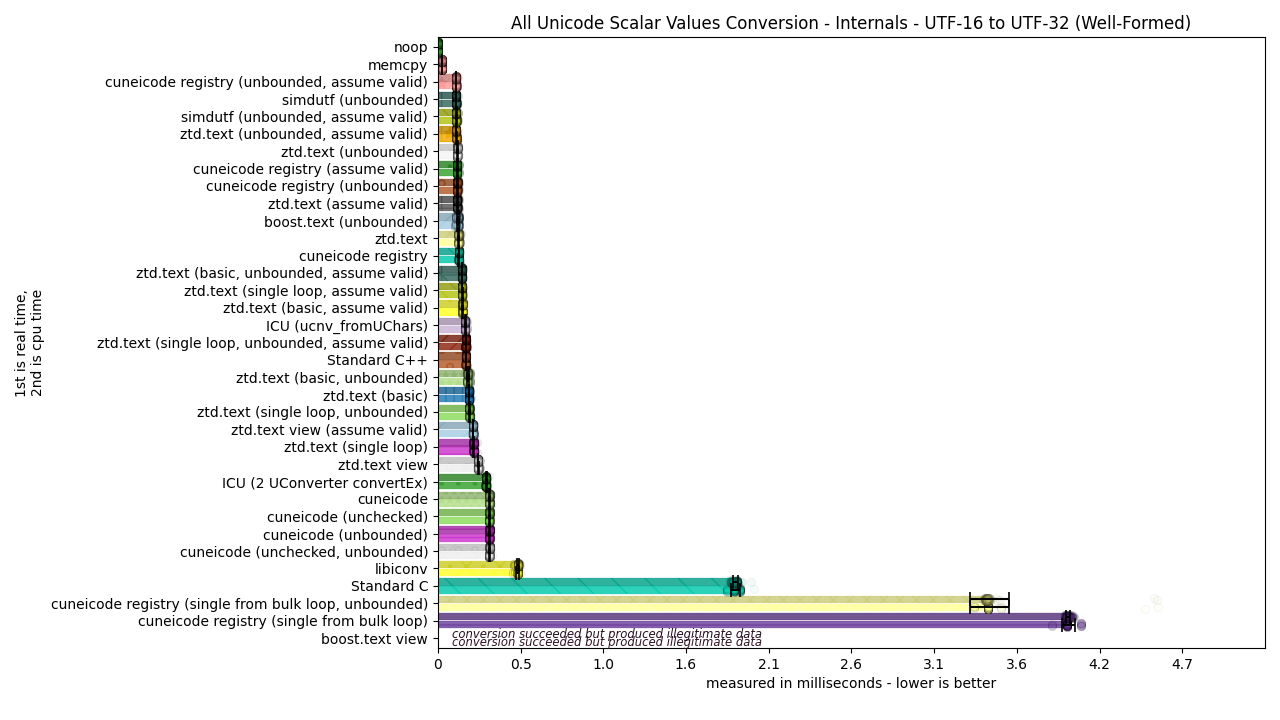 All Unicode Scalar Values Conversion - Internals - UTF-16 to UTF-32 (Well-Formed)
1st is real time,
2nd is cpu time
noop
memcpy
cuneicode registry (unbounded, assume valid)
simdutf (unbounded)
simdutf (unbounded, assume valid)
ztd.text (unbounded, assume valid)
ztd.text (unbounded)
cuneicode registry (assume valid)
cuneicode registry (unbounded)
ztd.text (assume valid)
boost.text (unbounded)
ztd.text
cuneicode registry
ztd.text (basic, unbounded, assume valid)
ztd.text (single loop, assume valid)
ztd.text (basic, assume valid)
ICU (ucnv_fromUChars)
ztd.text (single loop, unbounded, assume valid)
Standard C++
ztd.text (basic, unbounded)
ztd.text (basic)
ztd.text (single loop, unbounded)
ztd.text view (assume valid)
ztd.text (single loop)
ztd.text view
ICU (2 UConverter convertEx)
cuneicode
cuneicode (unchecked)
cuneicode (unbounded)
cuneicode (unchecked, unbounded)
libiconv
Standard C
cuneicode registry (single from bulk loop, unbounded)
cuneicode registry (single from bulk loop)
boost.text view
conversion succeeded but produced illegitimate data
conversion succeeded but produced illegitimate data
0 0.5 1.0 1.6 2.1 2.6 3.1 3.6 4.2 4.7
measured in milliseconds - lower is better